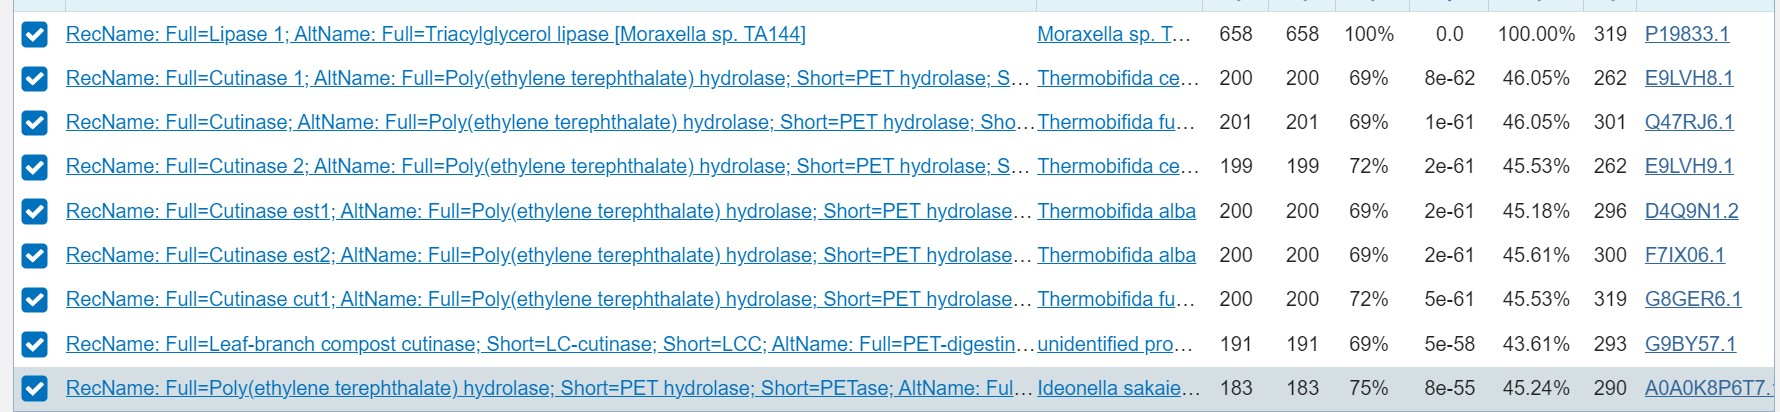 RecName: Full=Lipase 1; AltName: Full=Triacylglycerol lipase [Moraxella sp. TA144] Moraxella sp. T... 658 658 100% 0.0 100.00% 319 P19833.1
RecName: Full=Cutinase 1; AltName: Full=Poly(ethylene terephthalate) hydrolase; Short=PET hydrolase; S... Thermobifida ce... 200 200 69% 8e-62 46.05% 262 E9LVH8.1
RecName: Full=Cutinase; AltName: Full=Poly(ethylene terephthalate) hydrolase; Short=PET hydrolase; Sho... Thermobifida fu... 201 201 69% 1e-61 46.05% 301 Q47RJ6.1
RecName: Full=Cutinase 2; AltName: Full=Poly(ethylene terephthalate) hydrolase; Short=PET hydrolase; S... Thermobifida ce... 199 199 72% 2e-61 45.53% 262 E9LVH9.1
RecName: Full=Cutinase est1; AltName: Full=Poly(ethylene terephthalate) hydrolase; Short=PET hydrolase... Thermobifida alba 200 200 69% 2e-61 45.18% 296 D4Q9N1.2
RecName: Full=Cutinase est2; AltName: Full=Poly(ethylene terephthalate) hydrolase; Short=PET hydrolase... Thermobifida alba 200 200 69% 2e-61 45.61% 300 F7IX06.1
RecName: Full=Cutinase cut1; AltName: Full=Poly(ethylene terephthalate) hydrolase; Short=PET hydrolase... Thermobifida fu... 200 200 72% 5e-61 45.53% 319 G8GER6.1
RecName: Full=Leaf-branch compost cutinase; Short=LC-cutinase; Short=LCC; AltName: Full=PET-digestin... unidentified pro... 191 191 69% 5e-58 43.61% 293 G9BY57.1
RecName: Full=Poly(ethylene terephthalate) hydrolase; Short=PET hydrolase; Short=PETase; AltName: Ful... Ideonella sakaie... 183 183 75% 8e-55 45.24% 290 A0A0K8P6T7.